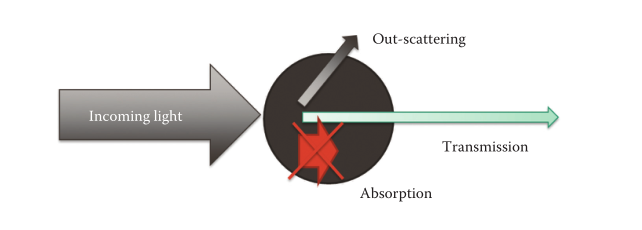 Out-scattering
Incoming light
Transmission
Absorption